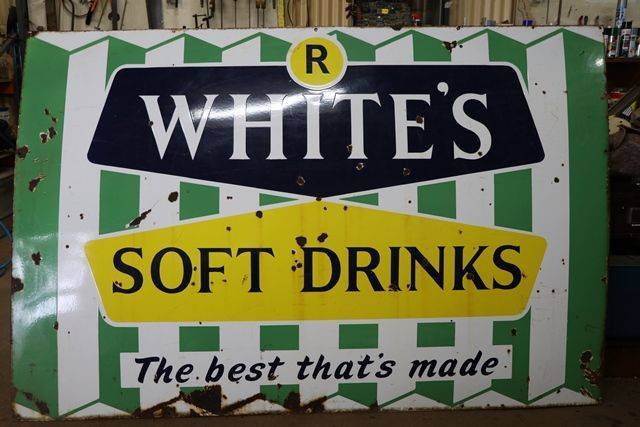 R
WHITE'S
SOFT DRINKS
The best that's made